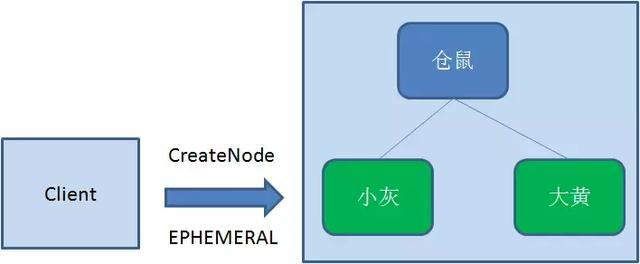 仓鼠
CreateNode
Client
小灰
大黄
EPHEMERAL